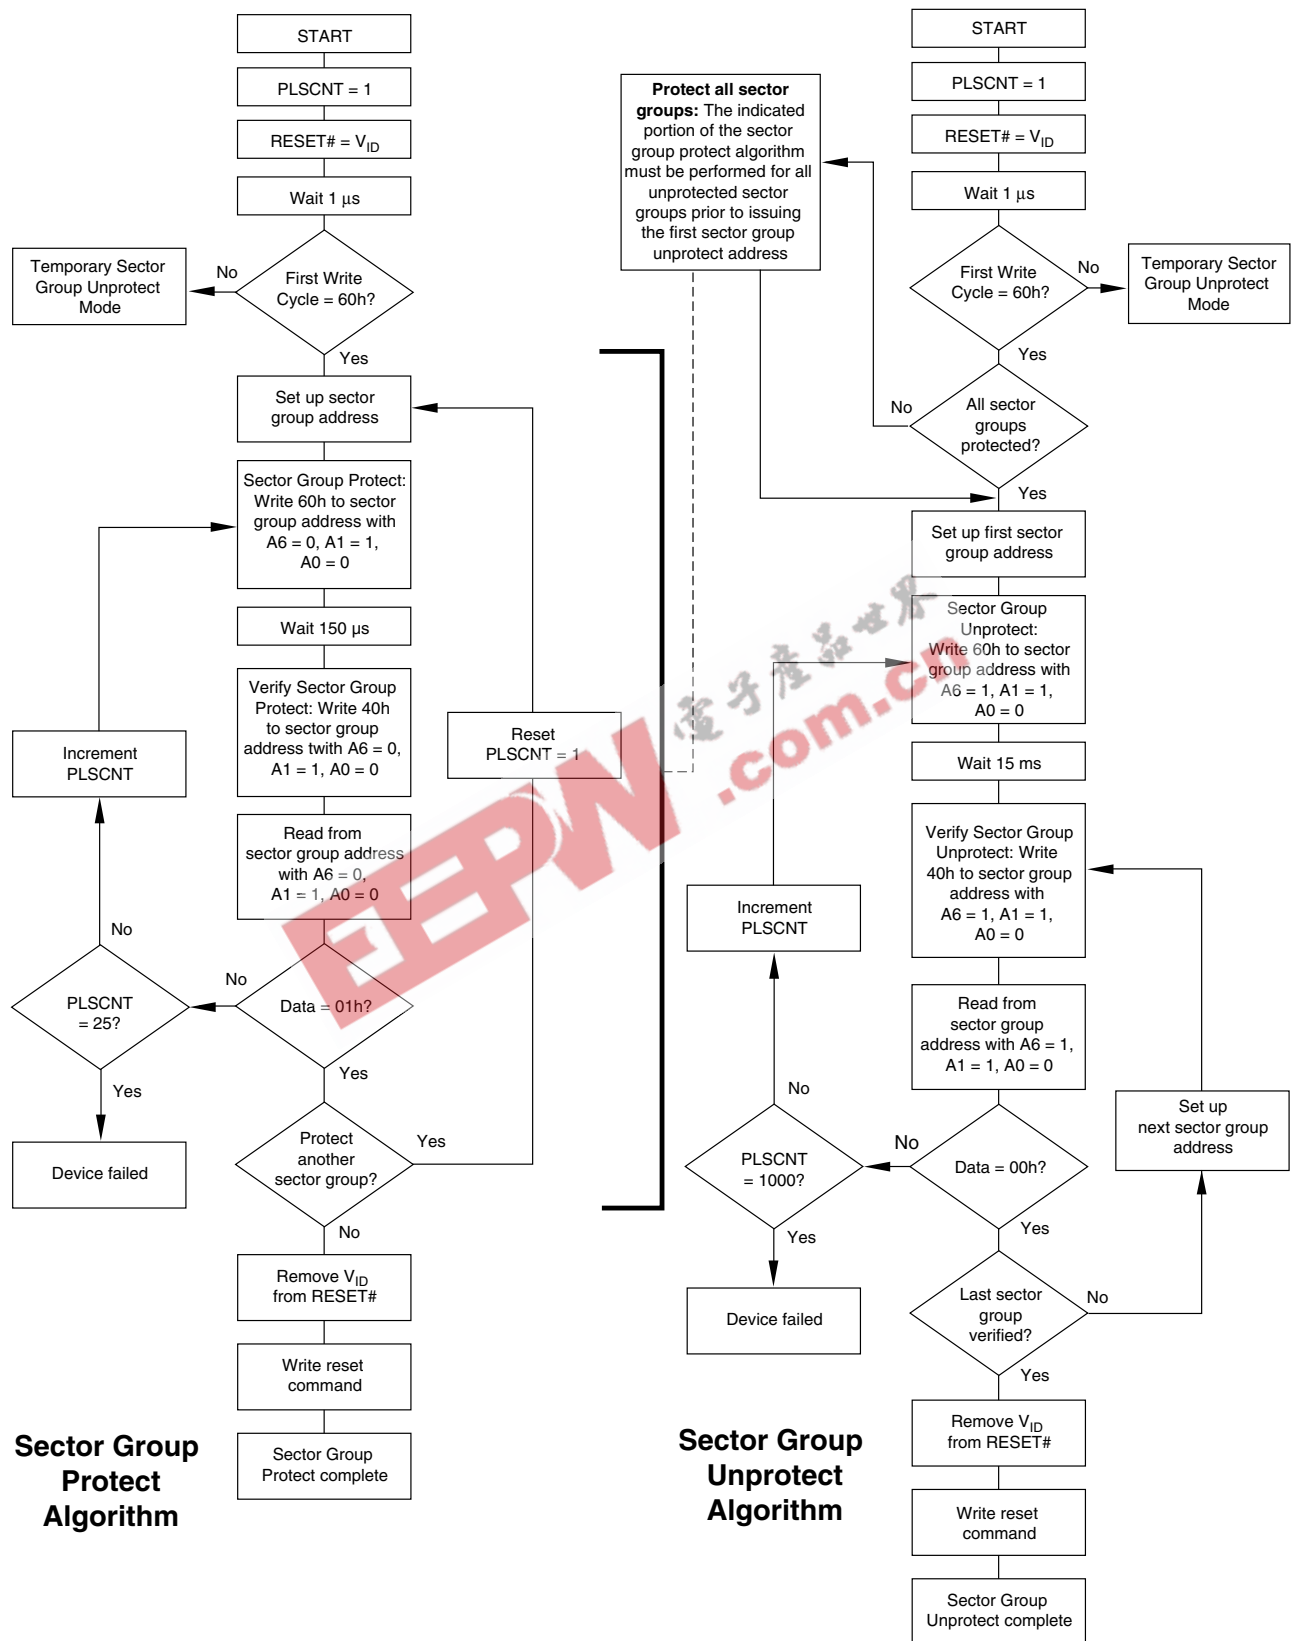 START
PLSCNT = 1
RESET# = VID
Wait 1 μs
First Write
Cycle = 60h?
No
Temporary Sector
Group Unprotect
Mode
Yes
Set up sector
group address
Sector Group Protect:
Write 60h to sector
group address with
A6 = 0, A1 = 1,
A0 = 0
Wait 150 µs
Verify Sector Group
Protect: Write 40h
to sector group
address twith A6 = 0,
A1 = 1, A0 = 0
Reset
PLSCNT = 1
Increment
PLSCNT
Read from
sector group address
with A6 = 0,
A1 = 1, A0 = 0
No
No
PLSCNT
= 25?
Data = 01h?
Yes
Yes
Device failed
Protect
another
sector group?
Yes
No
Remove VID
from RESET#
Write reset
command
Sector Group
Protect complete
Sector Group
Protect
Algorithm
START
PLSCNT = 1
RESET# = VID
Wait 1 μs
Protect all sector
groups: The indicated
portion of the sector
group protect algorithm
must be performed for all
unprotected sector
groups prior to issuing
the first sector group
unprotect address
First Write
Cycle = 60h?
No
Temporary Sector
Group Unprotect
Mode
Yes
No
All sector
groups
protected?
Yes
Set up first sector
group address
Sector Group
Unprotect:
Write 60h to sector
group address with
A6 = 1, A1 = 1,
A0 = 0
Wait 15 ms
Verify Sector Group
Unprotect: Write
40h to sector group
address with
A6 = 1, A1 = 1,
A0 = 0
Increment
PLSCNT
Read from
sector group
address with A6 = 1,
A1 = 1, A0 = 0
No
No
PLSCNT
= 1000?
Data = 00h?
Set up
next sector group
address
Yes
Yes
Device failed
Last sector
group
verified?
No
Yes
Remove VID
from RESET#
Write reset
command
Sector Group
Unprotect complete
Sector Group
Unprotect
Algorithm
EEPW
.com.cn
電子產品世界